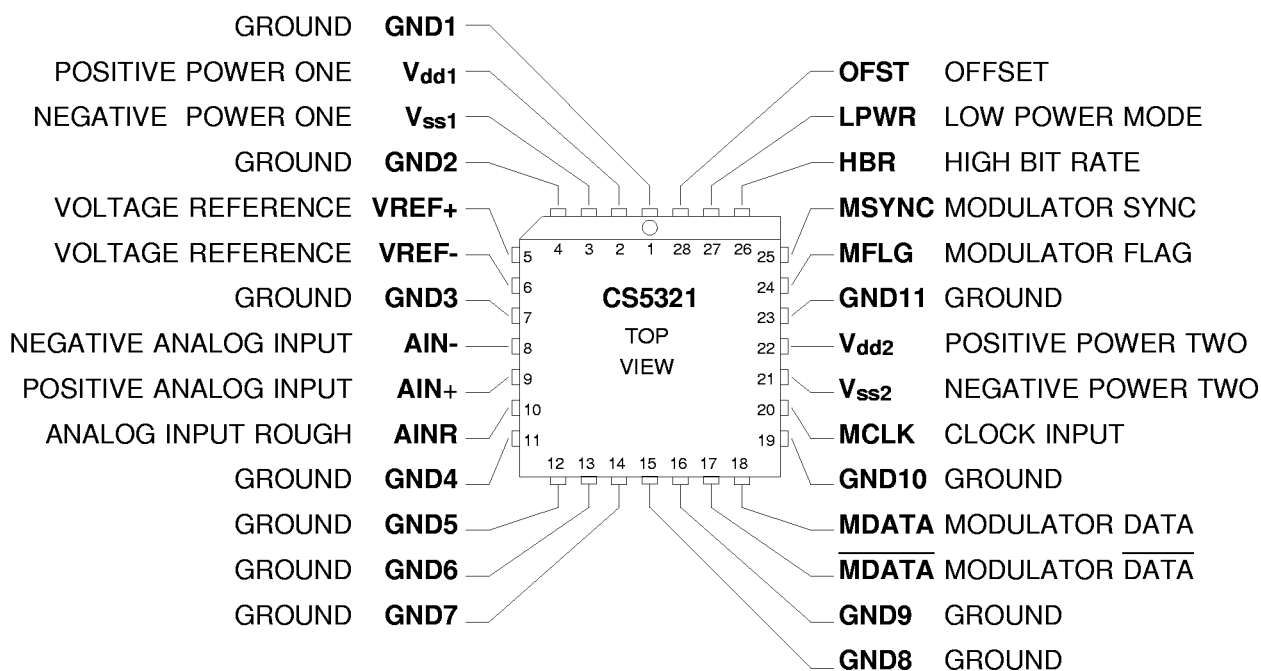 GROUND GND1
POSITIVE POWER ONE Vdd1
NEGATIVE POWER ONE Vss1
GROUND GND2
VOLTAGE REFERENCE VREF+
VOLTAGE REFERENCE VREF-
GROUND GND3
NEGATIVE ANALOG INPUT AIN-
POSITIVE ANALOG INPUT AIN+
ANALOG INPUT ROUGH AINR
GROUND GND4
GROUND GND5
GROUND GND6
GROUND GND7
4 3 2 1 28 27 26
5
6
7
8
9
10
11
CS5321
TOP
VIEW
25
24
23
22
21
20
19
12 13 14 15 16 17 18
OFST OFFSET
LPWR LOW POWER MODE
HBR HIGH BIT RATE
MSYNC MODULATOR SYNC
MFLG MODULATOR FLAG
GND11 GROUND
Vdd2 POSITIVE POWER TWO
Vss2 NEGATIVE POWER TWO
MCLK CLOCK INPUT
GND10 GROUND
MDATA MODULATOR DATA
M̅D̅A̅T̅A̅ MODULATOR D̅A̅T̅A̅
GND9 GROUND
GND8 GROUND